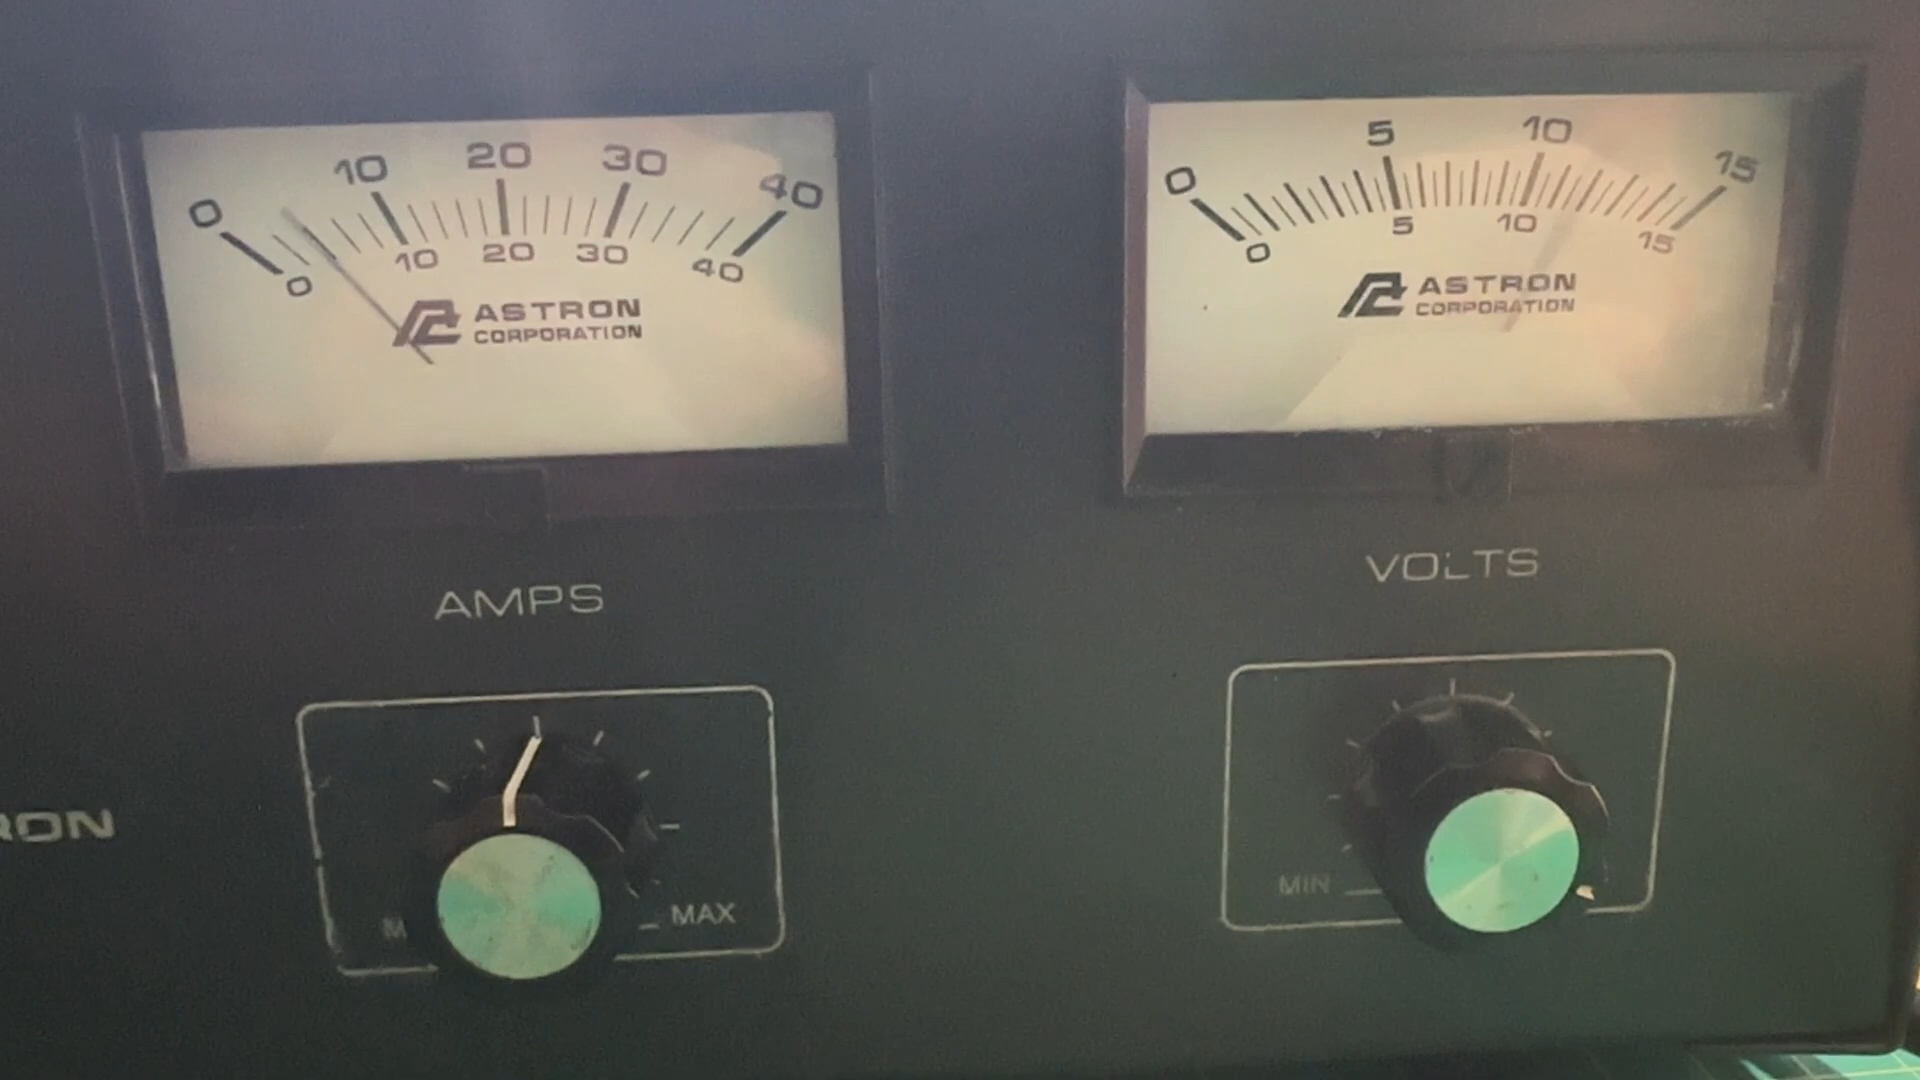 0 10 20 30 40
0 10 20 30 40
ASTRON
CORPORATION
AMPS
MAX
0 5 10 15
0 5 10 15
ASTRON
CORPORATION
VOLTS
MIN
RON